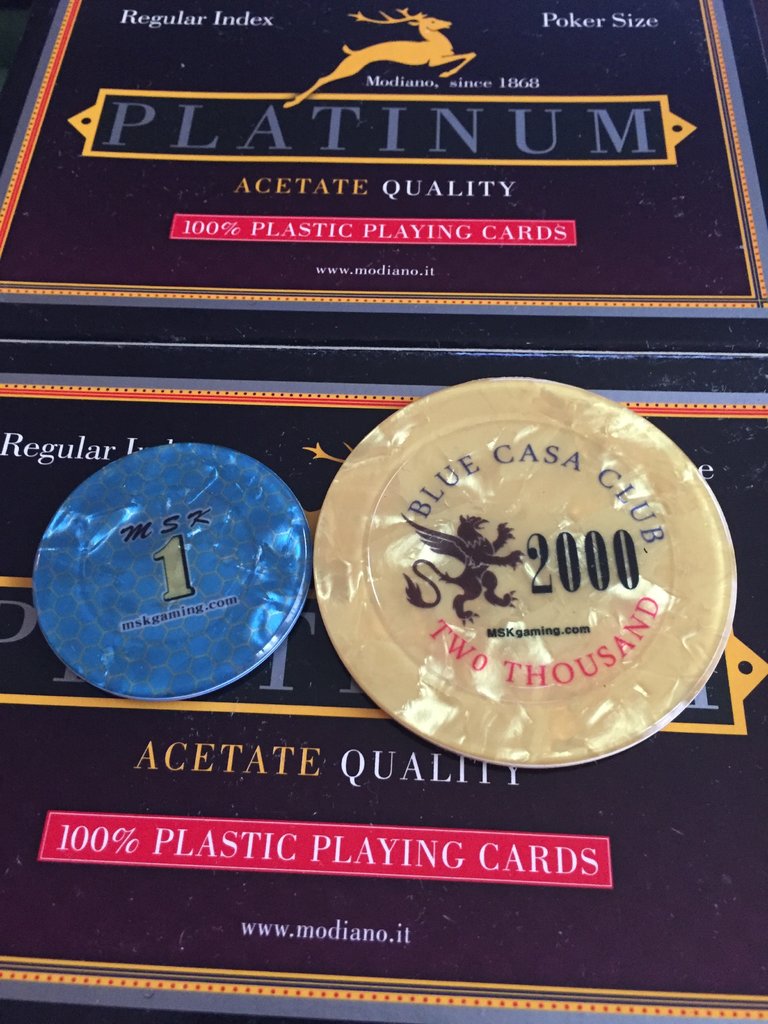 Regular Index
Poker Size
Modiano, since 1868
PLATINUM
ACETATE QUALITY
100% PLASTIC PLAYING CARDS
www.modiano.it
Regular
MSK
1
mskgaming.com
BLUE CASA CLUB
2000
MSKgaming.com
TWO THOUSAND
ACETATE QUALITY
100% PLASTIC PLAYING CARDS
www.modiano.it